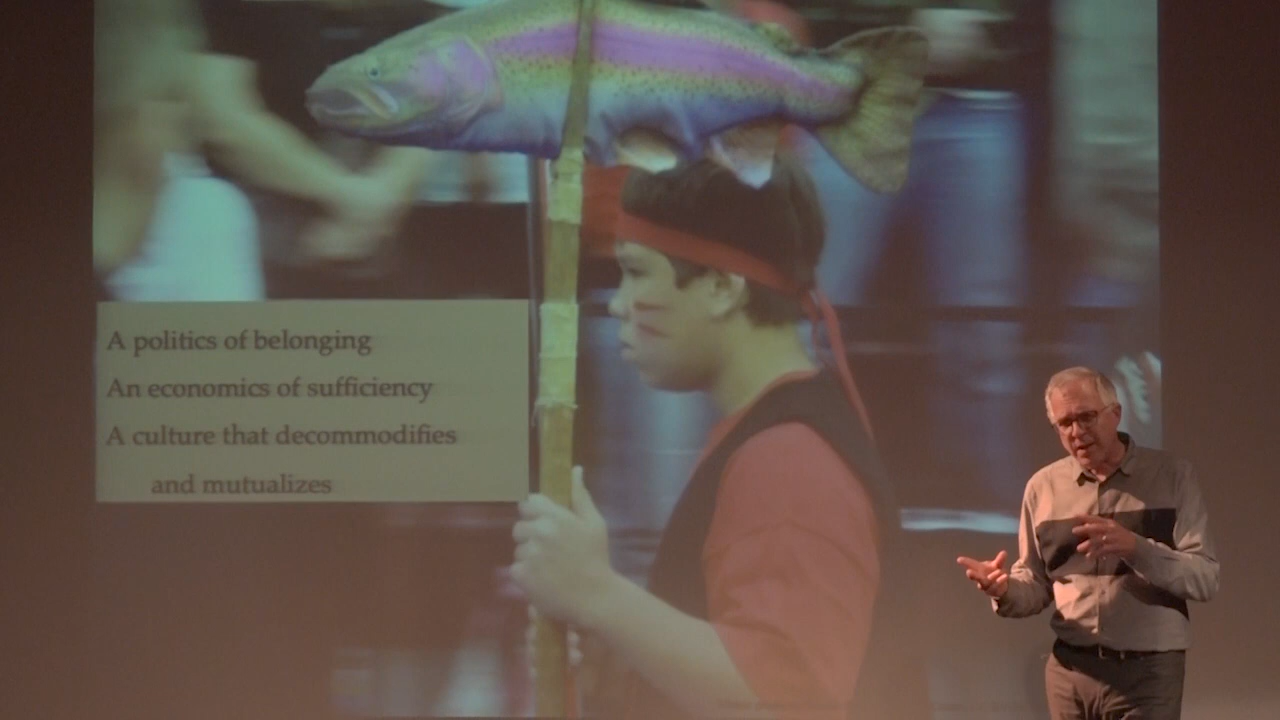 A politics of belonging
An economics of sufficiency
A culture that decommodifies
and mutualizes